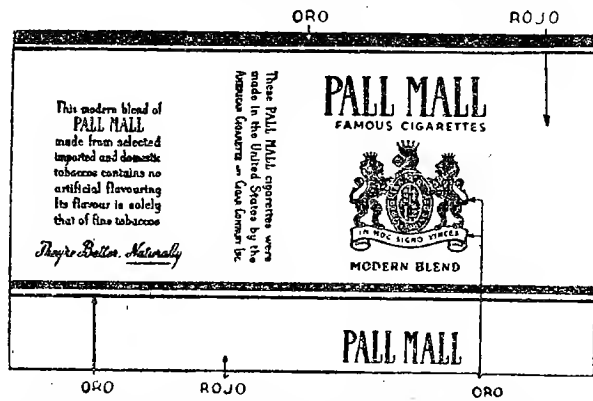 ORO ROJO
This modern blend of
PALL MALL
made from selected
imported and domestic
tobaccos contains no
artificial flavouring
Its flavour is solely
that of fine tobaccos
They're Better. Naturally
These PALL MALL cigarettes were
made in the United States by the
American Cigarette and Cigar Company Inc
PALL MALL
FAMOUS CIGARETTES
IN HOC SIGNO VINCES
MODERN BLEND
PALL MALL
ORO ROJO ORO